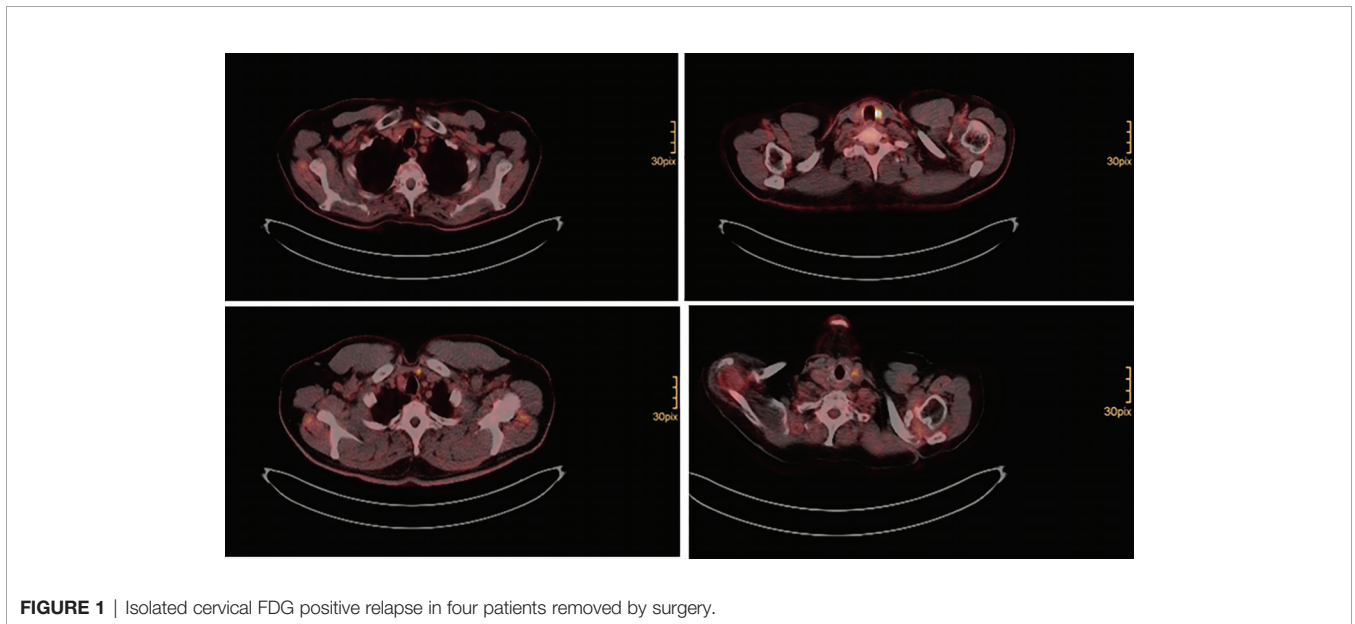 30pix
30pix
30pix
30pix
FIGURE 1 | Isolated cervical FDG positive relapse in four patients removed by surgery.